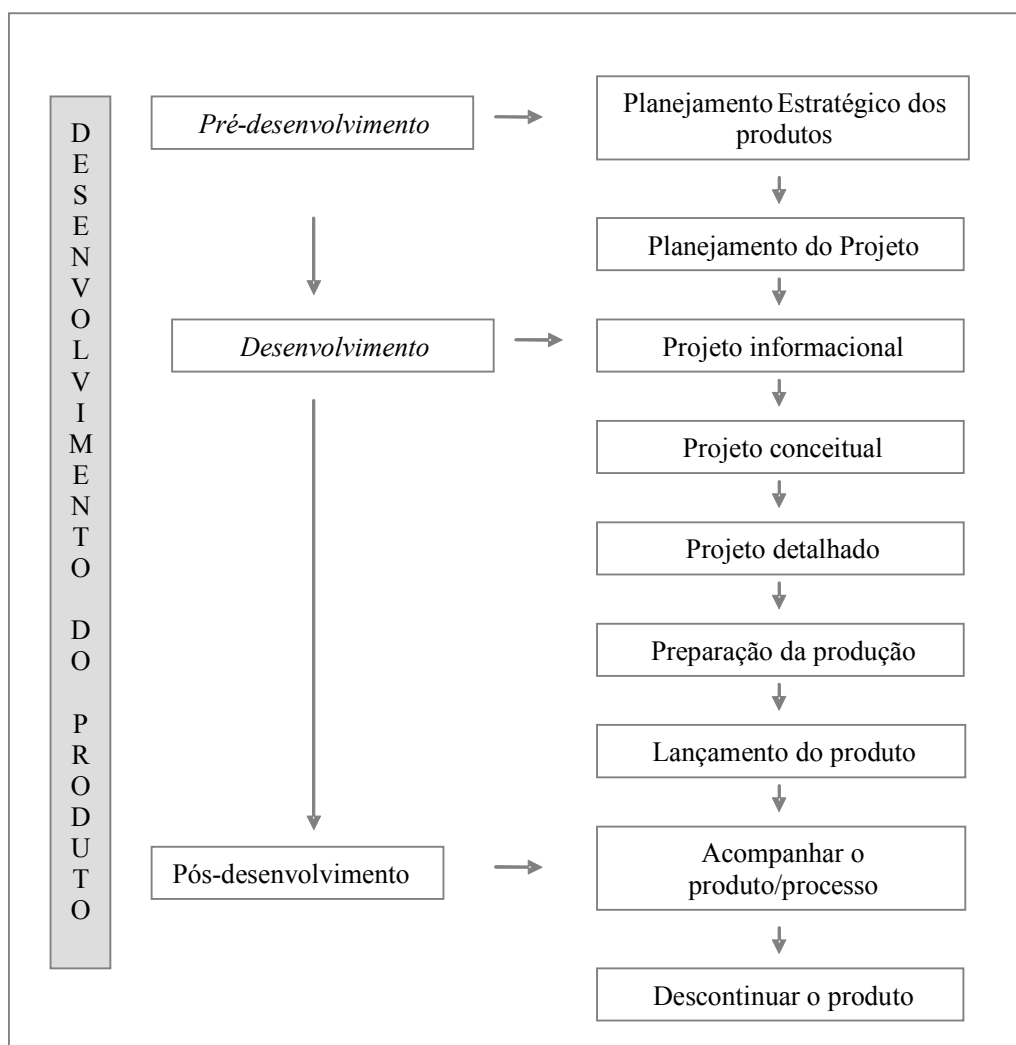 DESENVOLVIMENTO DO PRODUTO
Pré-desenvolvimento
Planejamento Estratégico dos
produtos
Planejamento do Projeto
Desenvolvimento
Projeto informacional
Projeto conceitual
Projeto detalhado
Preparação da produção
Lançamento do produto
Pós-desenvolvimento
Acompanhar o
produto/processo
Descontinuar o produto